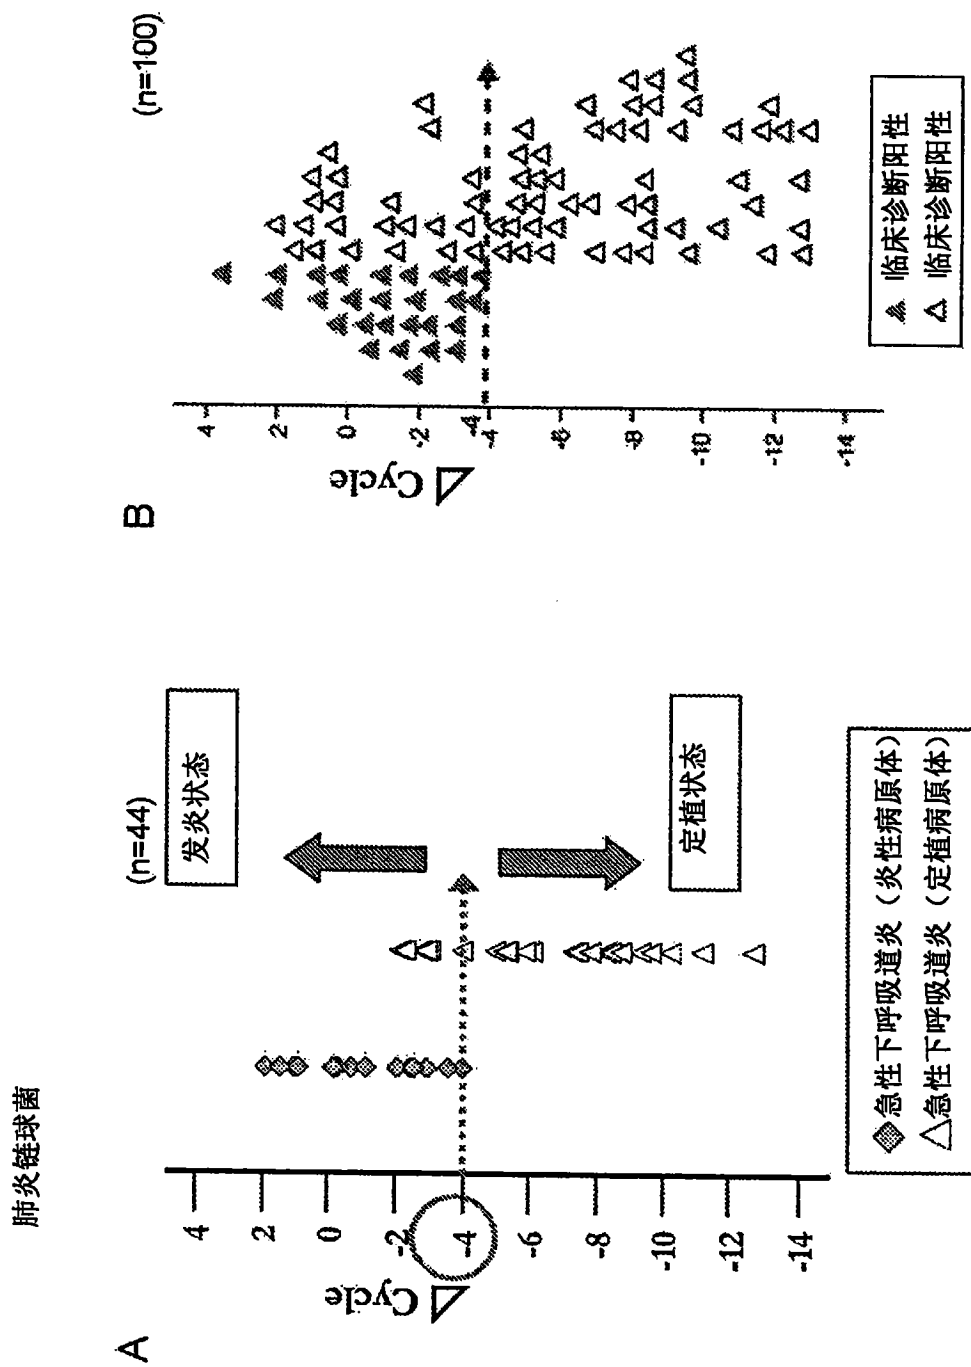 肺炎链球菌
A
(n=44)
△ Cycle
4
2
0
-2
-4
-6
-8
-10
-12
-14
发炎状态
定植状态
急性下呼吸道炎（炎性病原体）
急性下呼吸道炎（定植病原体）
B
(n=100)
△ Cycle
4
2
0
-2
-4
-4
-6
-8
-10
-12
-14
临床诊断阳性
临床诊断阳性